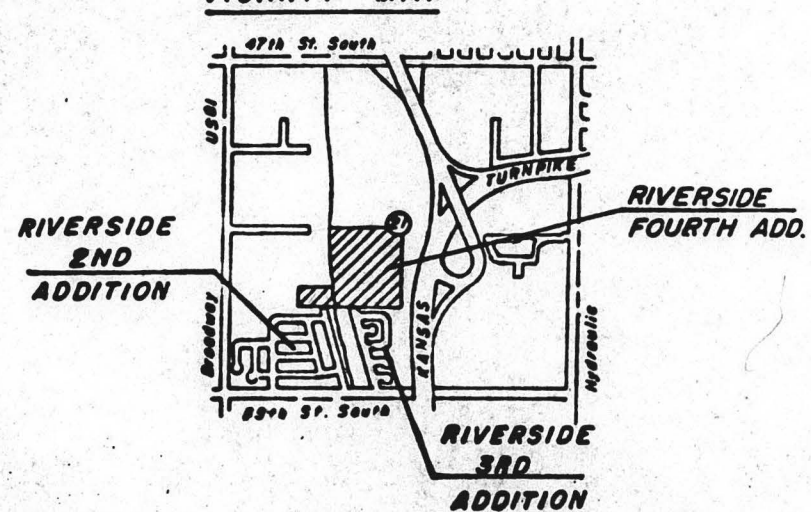 47th St. South
US81
TURNPIKE
21
RIVERSIDE
FOURTH ADD.
RIVERSIDE
2ND
ADDITION
Broadway
KANSAS
Hydraulic
St. South
RIVERSIDE
3RD
ADDITION